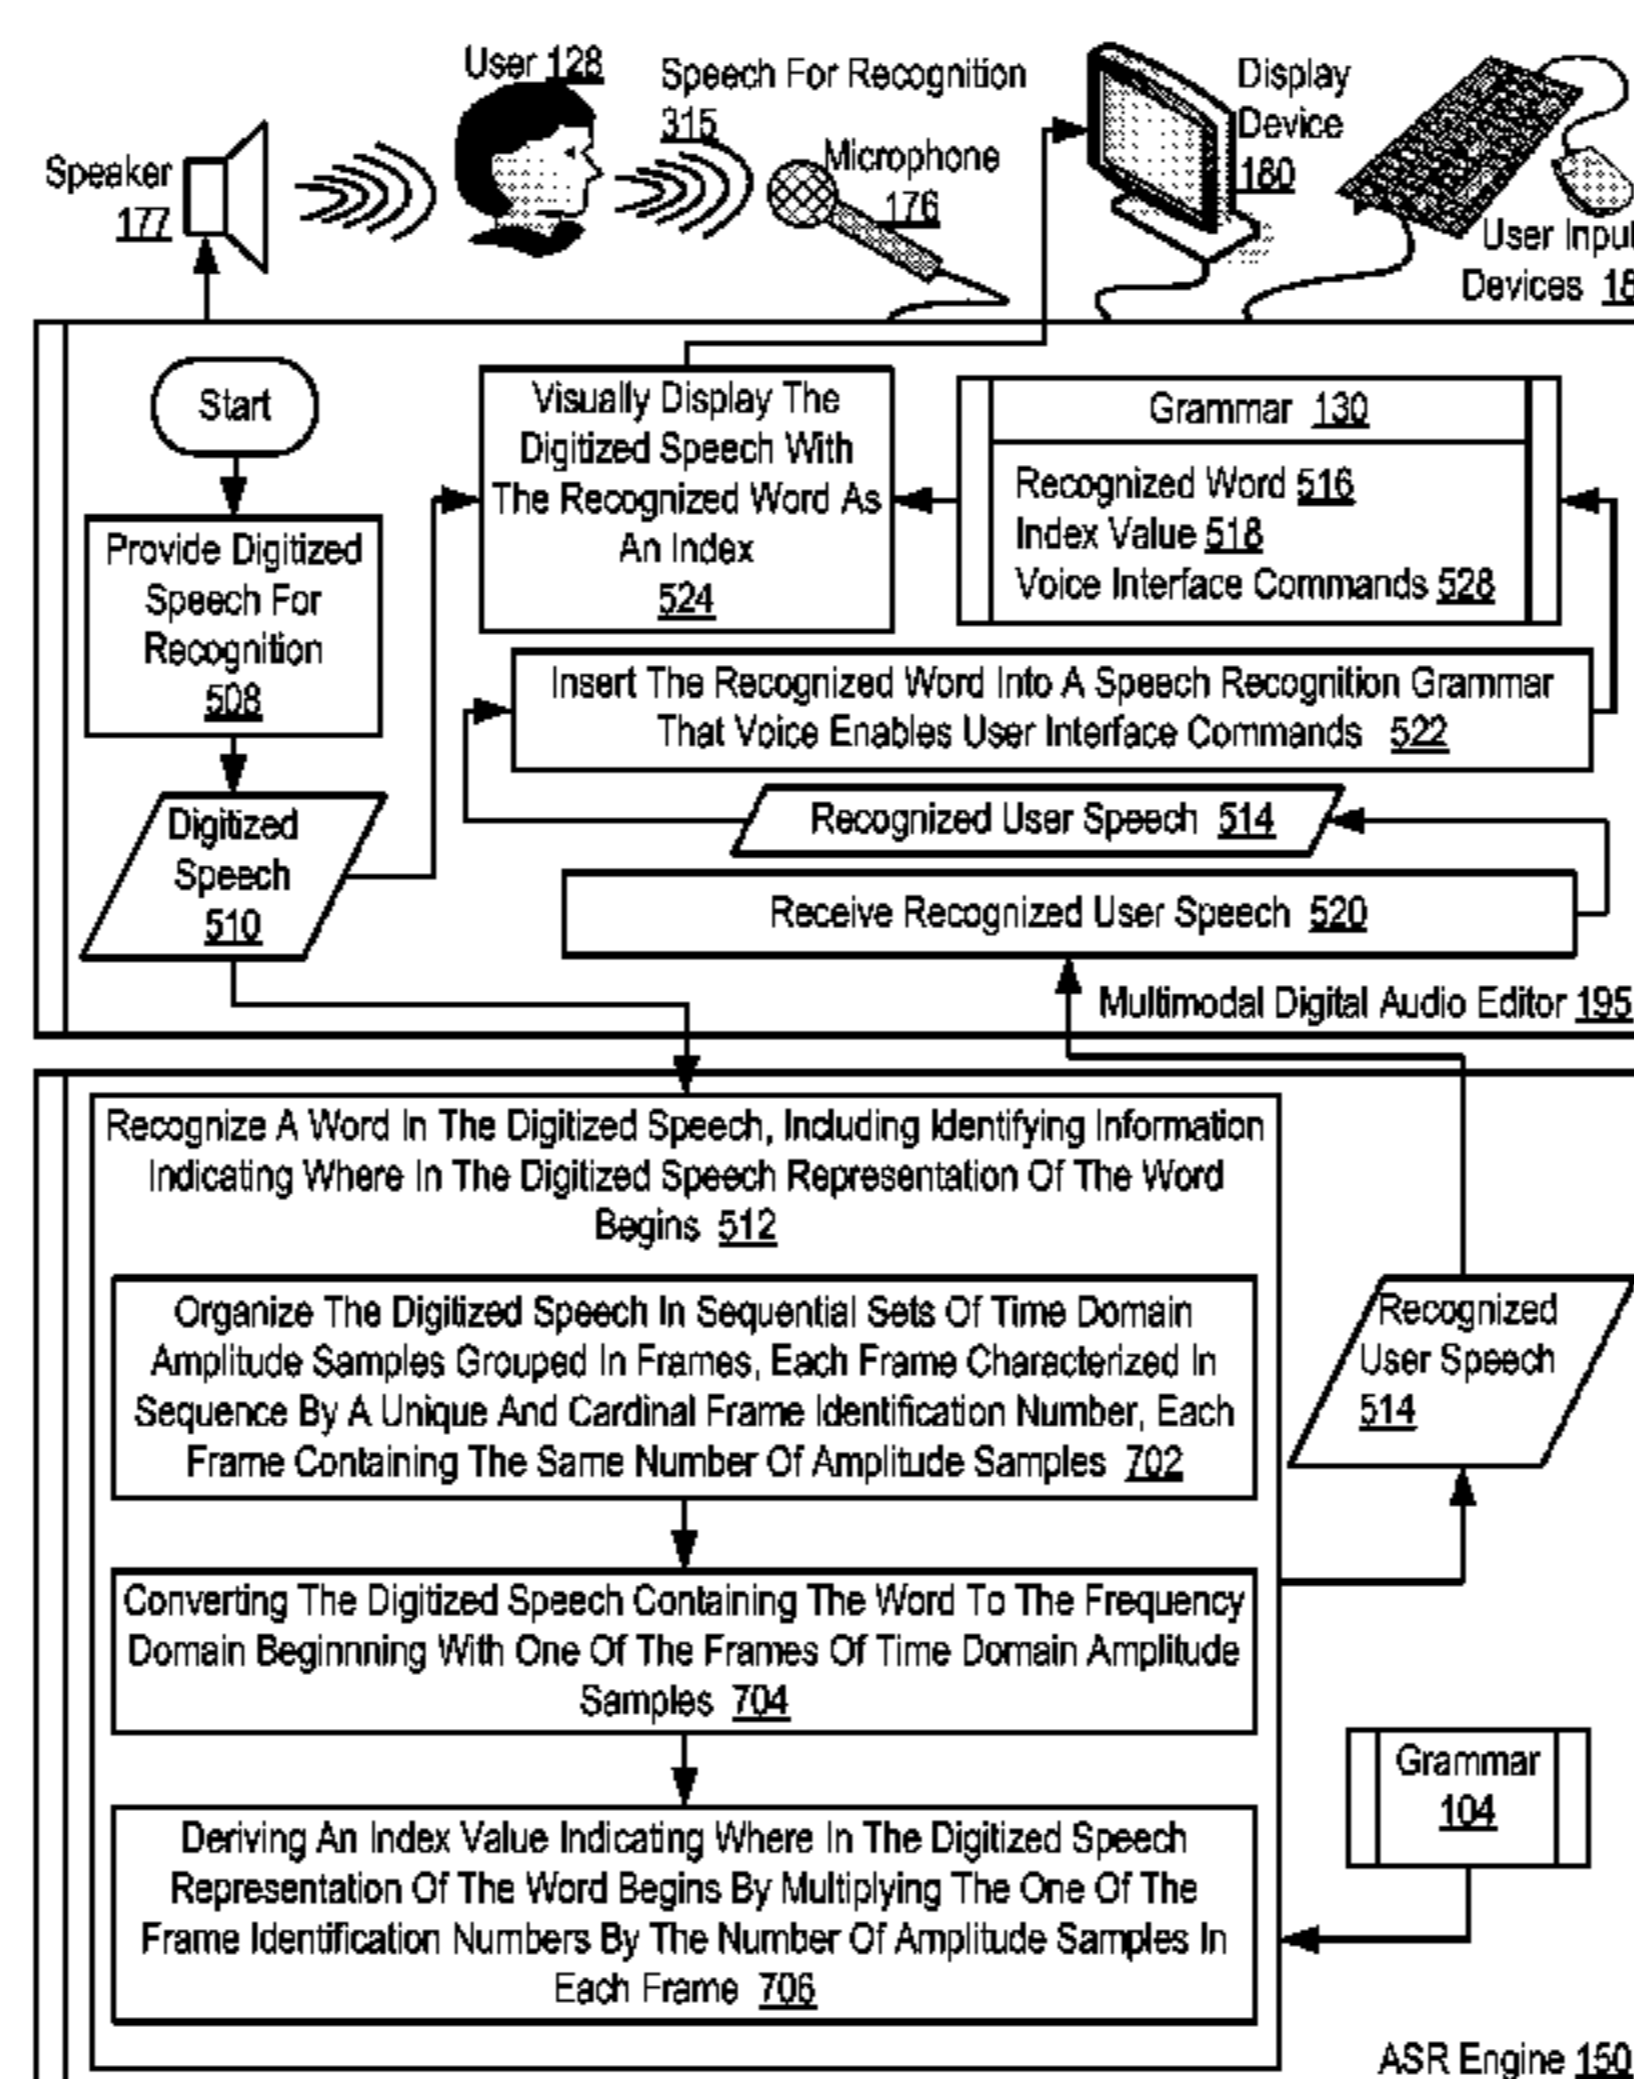 User 128
Speech For Recognition
315
Speaker
177
Microphone
176
Display
Device
180
User Input
Devices 18
Start
Provide Digitized
Speech For
Recognition
508
Digitized
Speech
510
Visually Display The
Digitized Speech With
The Recognized Word As
An Index
524
Grammar 130
Recognized Word 516
Index Value 518
Voice Interface Commands 528
Insert The Recognized Word Into A Speech Recognition Grammar
That Voice Enables User Interface Commands 522
Recognized User Speech 514
Receive Recognized User Speech 520
Multimodal Digital Audio Editor 195
Recognize A Word In The Digitized Speech, Including Identifying Information
Indicating Where In The Digitized Speech Representation Of The Word
Begins 512
Organize The Digitized Speech In Sequential Sets Of Time Domain
Amplitude Samples Grouped In Frames, Each Frame Characterized In
Sequence By A Unique And Cardinal Frame Identification Number, Each
Frame Containing The Same Number Of Amplitude Samples 702
Converting The Digitized Speech Containing The Word To The Frequency
Domain Beginnning With One Of The Frames Of Time Domain Amplitude
Samples 704
Deriving An Index Value Indicating Where In The Digitized Speech
Representation Of The Word Begins By Multiplying The One Of The
Frame Identification Numbers By The Number Of Amplitude Samples In
Each Frame 706
Recognized
User Speech
514
Grammar
104
ASR Engine 150